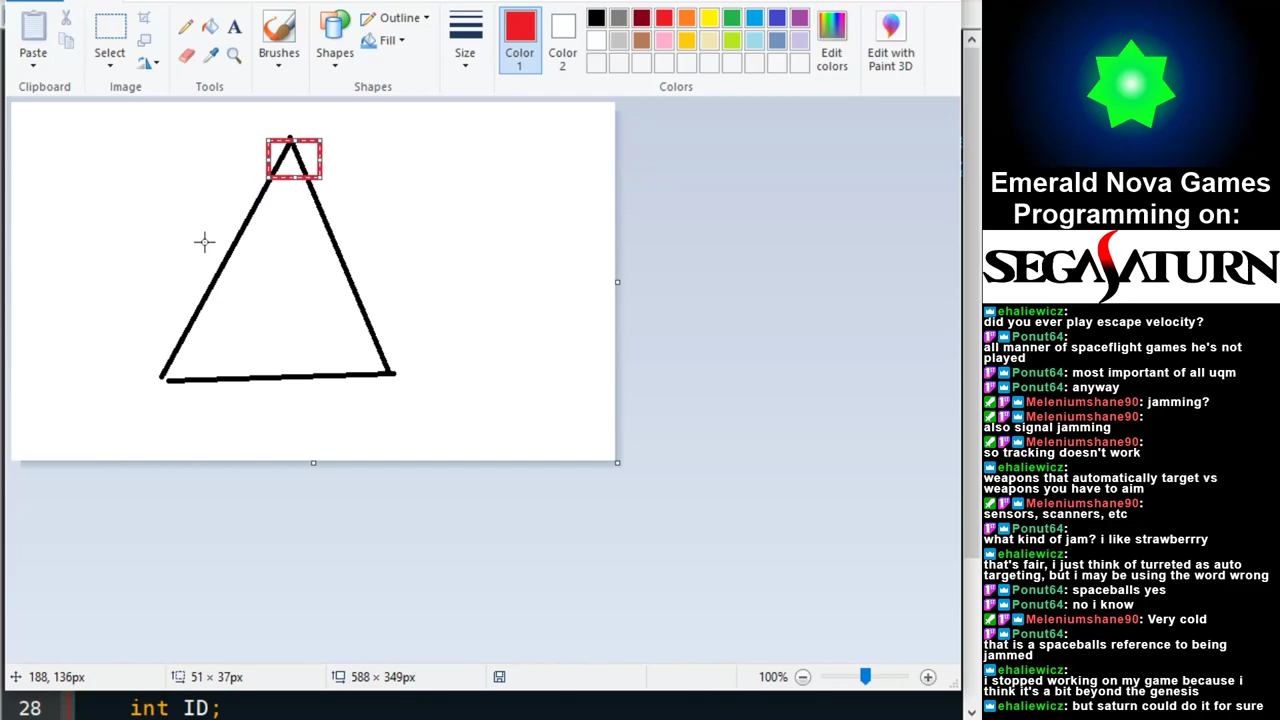 Paste
Clipboard
Select
Image
A
Tools
Brushes
Shapes
Outline
Fill
Shapes
Size
Color
1
Color
2
Edit
colors
Edit with
Paint 3D
Colors
188, 136px
51 × 37px
588 × 349px
100%
28 int ID;
Emerald Nova Games
Programming on:
SEGASATURN
ehaliewicz:
did you ever play escape velocity?
Ponut64:
all manner of spaceflight games he's not
played
Ponut64: most important of all uqm
Ponut64: anyway
Meleniumshane90: jamming?
Meleniumshane90:
also signal jamming
Meleniumshane90:
so tracking doesn't work
ehaliewicz:
weapons that automatically target vs
weapons you have to aim
Meleniumshane90:
sensors, scanners, etc
Ponut64:
what kind of jam? i like strawberrry
ehaliewicz:
that's fair, i just think of turreted as auto
targeting, but i may be using the word wrong
Ponut64: spaceballs yes
Ponut64: no i know
Meleniumshane90: Very cold
Ponut64:
that is a spaceballs reference to being
jammed
ehaliewicz:
i stopped working on my game because i
think it's a bit beyond the genesis
ehaliewicz: but saturn could do it for sure